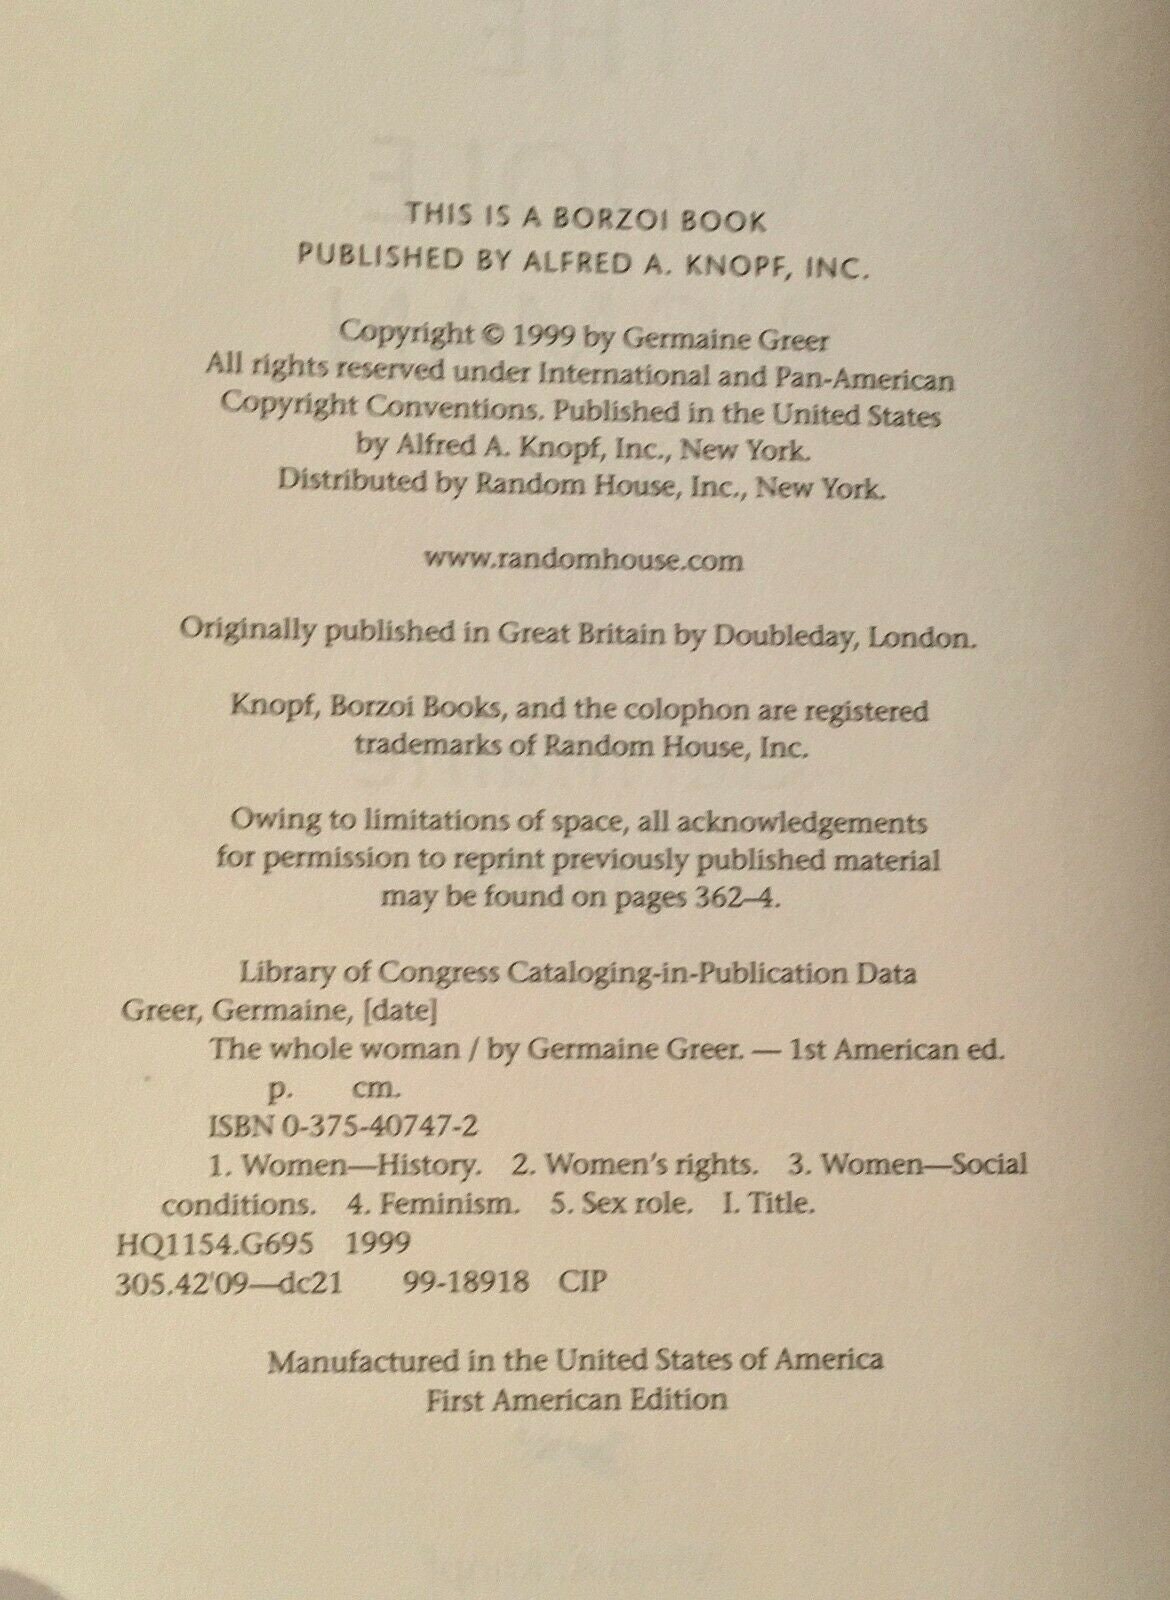 THIS IS A BORZOI BOOK
PUBLISHED BY ALFRED A. KNOPF, INC.
Copyright © 1999 by Germaine Greer
All rights reserved under International and Pan-American
Copyright Conventions. Published in the United States
by Alfred A. Knopf, Inc., New York.
Distributed by Random House, Inc., New York.
www.randomhouse.com
Originally published in Great Britain by Doubleday, London.
Knopf, Borzoi Books, and the colophon are registered
trademarks of Random House, Inc.
Owing to limitations of space, all acknowledgements
for permission to reprint previously published material
may be found on pages 362–4.
Library of Congress Cataloging-in-Publication Data
Greer, Germaine, [date]
The whole woman / by Germaine Greer. — 1st American ed.
p. cm.
ISBN 0-375-40747-2
1. Women—History. 2. Women's rights. 3. Women—Social
conditions. 4. Feminism. 5. Sex role. I. Title.
HQ1154.G695 1999
305.42'09—dc21 99-18918 CIP
Manufactured in the United States of America
First American Edition